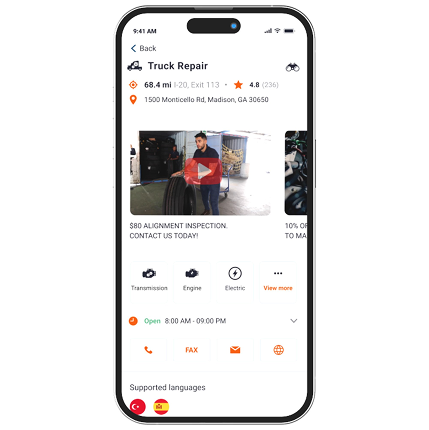 9:41 AM
Back
Truck Repair
68.4 mi I-20, Exit 113 • 4.8 (236)
1500 Monticello Rd, Madison, GA 30650
$80 ALIGNMENT INSPECTION.
CONTACT US TODAY!
10% OF
TO MA
Transmission
Engine
Electric
View more
Open 8:00 AM - 09:00 PM
FAX
Supported languages